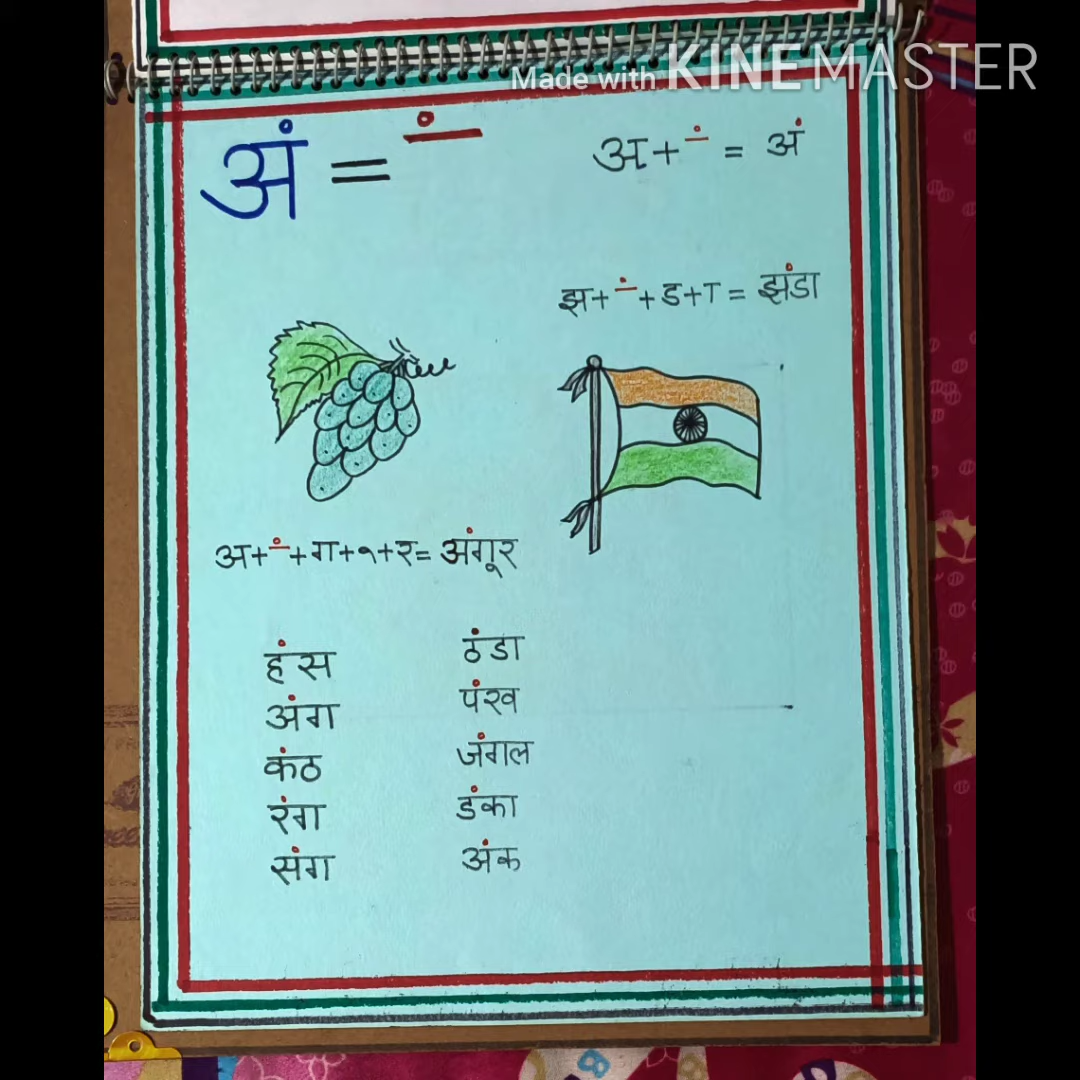 Made with KINEMASTER
अं = ं
अ + ं = अं
झ + ं + ड + ा = झंडा
अ + ं + ग + ू + र = अंगूर
हंस ठंडा
अंग पंख
कंठ जंगल
रंग डंका
संग अंक